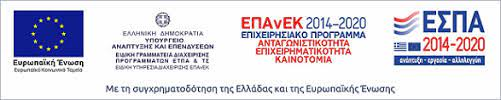 Ευρωπαϊκή Ένωση
Ευρωπαϊκό Κοινωνικό Ταμείο
ΕΛΛΗΝΙΚΗ ΔΗΜΟΚΡΑΤΙΑ
ΥΠΟΥΡΓΕΙΟ
ΑΝΑΠΤΥΞΗΣ ΚΑΙ ΕΠΕΝΔΥΣΕΩΝ
ΕΙΔΙΚΗ ΓΡΑΜΜΑΤΕΙΑ ΔΙΑΧΕΙΡΙΣΗΣ
ΠΡΟΓΡΑΜΜΑΤΩΝ ΕΤΠΑ & ΤΣ
ΕΙΔΙΚΗ ΥΠΗΡΕΣΙΑ ΔΙΑΧΕΙΡΙΣΗΣ ΕΠΑνΕΚ
ΕΠΑνΕΚ 2014-2020
ΕΠΙΧΕΙΡΗΣΙΑΚΟ ΠΡΟΓΡΑΜΜΑ
ΑΝΤΑΓΩΝΙΣΤΙΚΟΤΗΤΑ
ΕΠΙΧΕΙΡΗΜΑΤΙΚΟΤΗΤΑ
ΚΑΙΝΟΤΟΜΙΑ
ΕΣΠΑ
2014-2020
ανάπτυξη - εργασία - αλληλεγγύη
Με τη συγχρηματοδότηση της Ελλάδας και της Ευρωπαϊκής Ένωσης